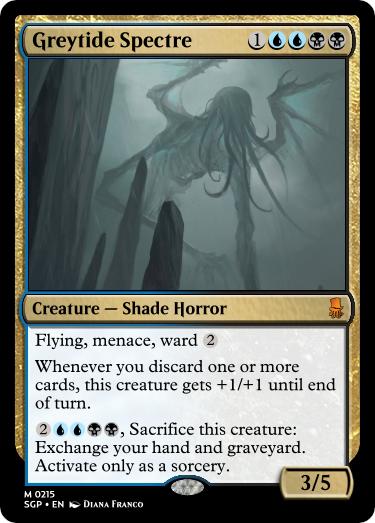 Greytide Spectre 1
Creature — Shade Horror
Flying, menace, ward 2
Whenever you discard one or more
cards, this creature gets +1/+1 until end
of turn.
2, Sacrifice this creature:
Exchange your hand and graveyard.
Activate only as a sorcery.
3/5
M 0215
SGP • EN Diana Franco